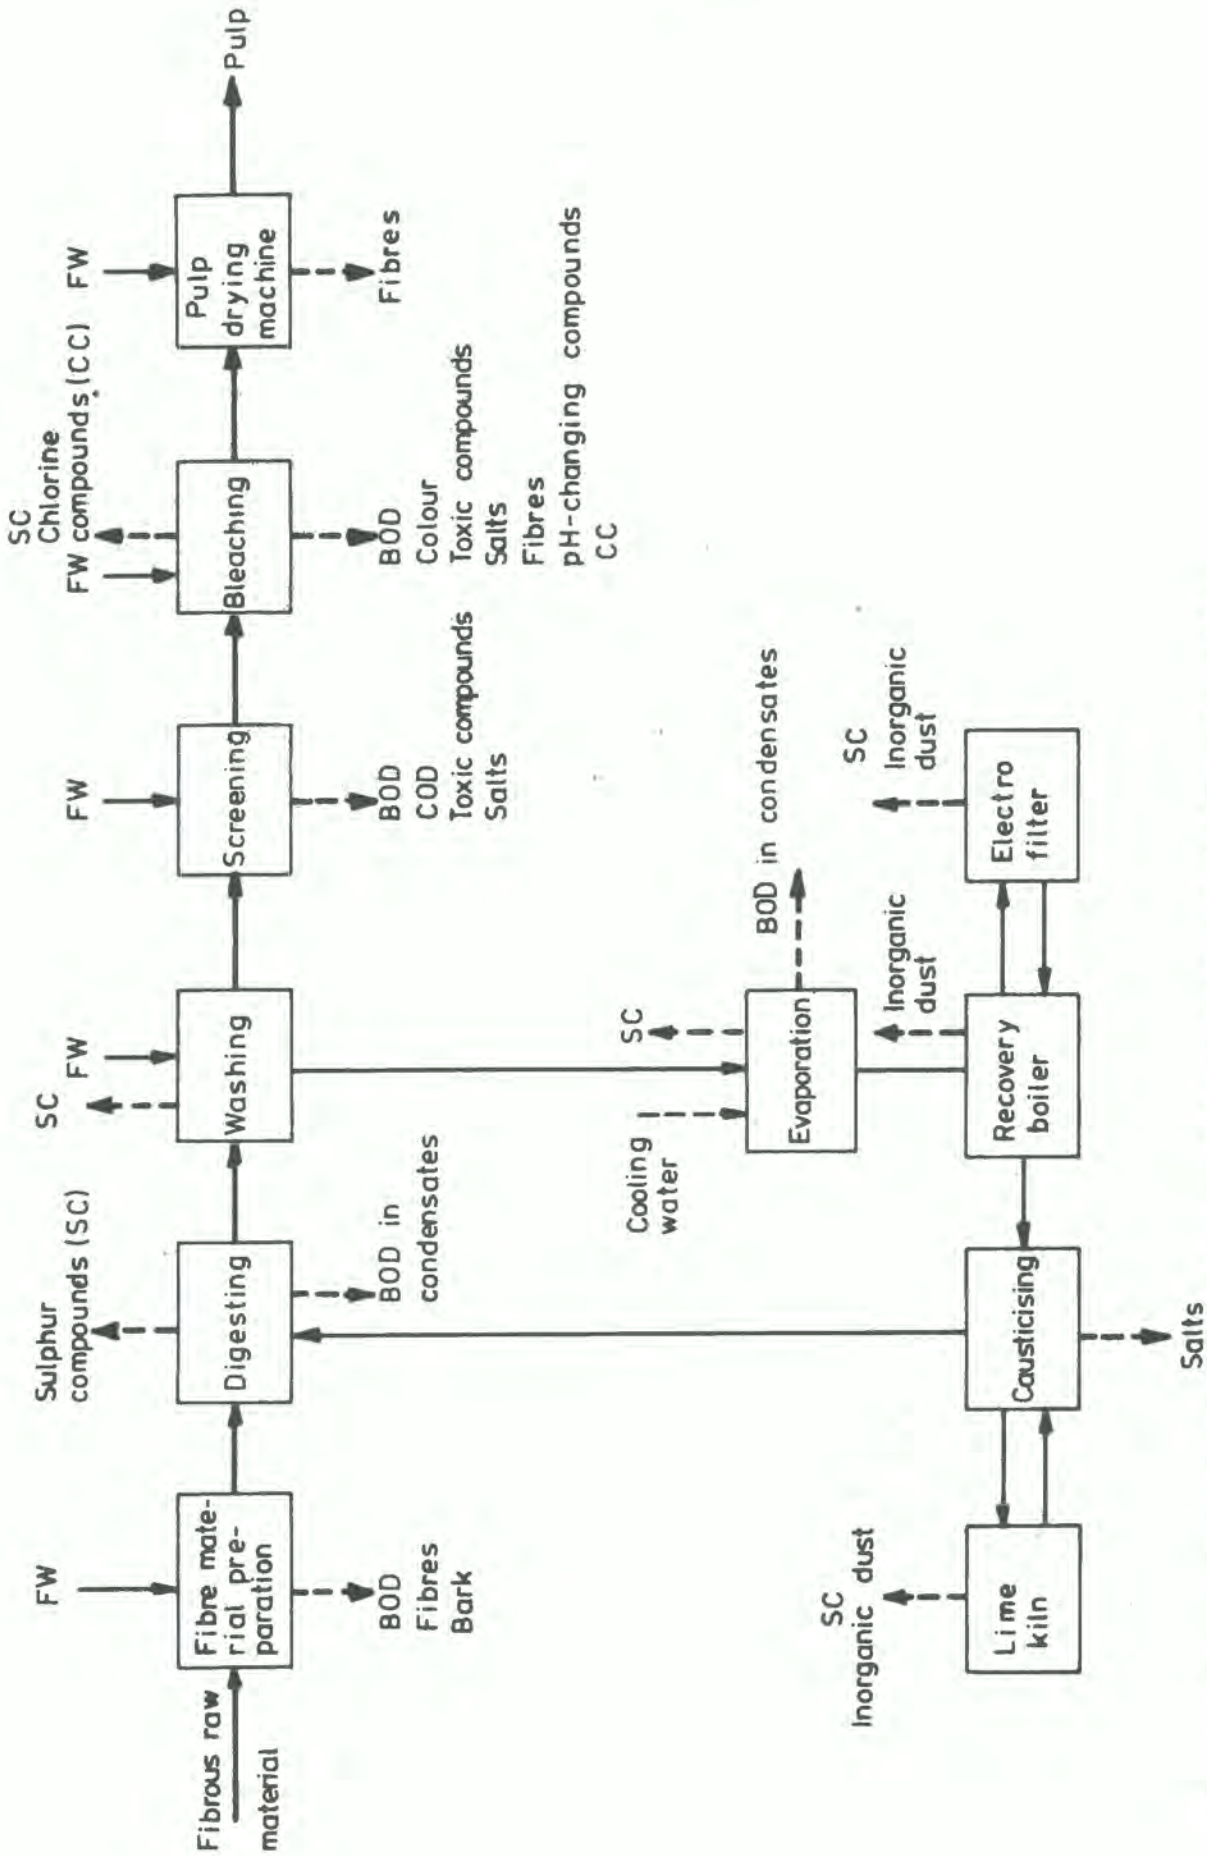 FW
Fibrous raw
material
Fibre mate-
rial pre-
paration
BOD
Fibres
Bark
Sulphur
compounds (SC)
Digesting
BOD in
condensates
SC
FW
Washing
FW
Screening
BOD
COD
Toxic compounds
Salts
SC
Chlorine
FW compounds (CC)
Bleaching
BOD
Colour
Toxic compounds
Salts
Fibres
pH-changing compounds
CC
FW
Pulp
drying
machine
Fibres
Pulp
Cooling
water
SC
Evaporation
BOD in condensates
SC
Inorganic dust
Lime
kiln
Causticising
Salts
Inorganic
dust
Recovery
boiler
SC
Inorganic
dust
Electro
filter